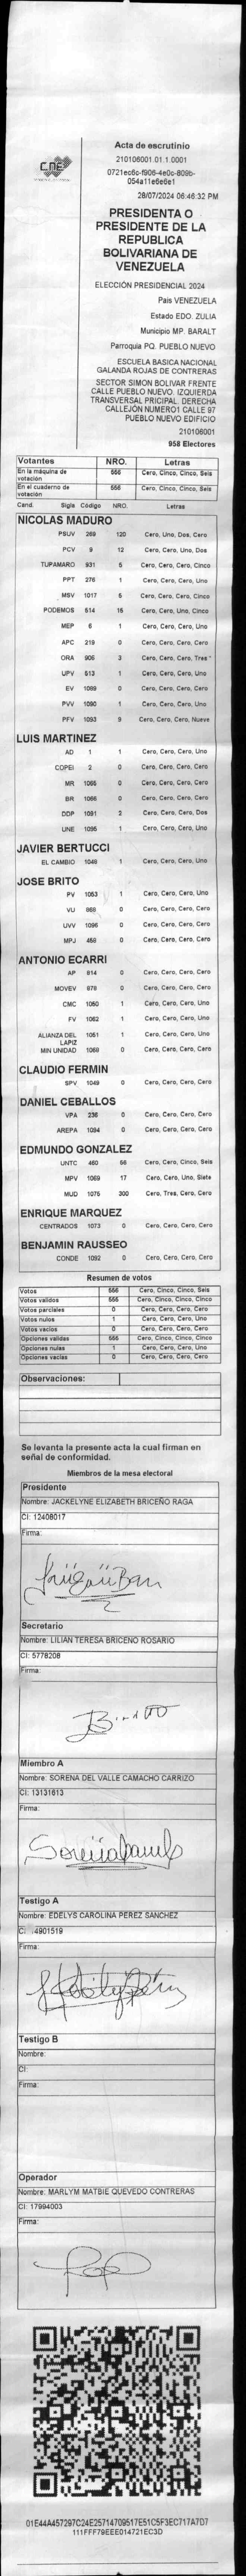 CNE
Acta de escrutinio
210106001.01.1.0001
0721ec6c-f906-4e0c-809b-
054a11e6e6e1
28/07/2024 06:46:32 PM
PRESIDENTA O
PRESIDENTE DE LA
REPUBLICA
BOLIVARIANA DE
VENEZUELA
ELECCIÓN PRESIDENCIAL 2024
Pais VENEZUELA
Estado EDO. ZULIA
Municipio MP. BARALT
Parroquia PQ. PUEBLO NUEVO
ESCUELA BASICA NACIONAL
GALANDA ROJAS DE CONTRERAS
SECTOR SIMON BOLIVAR FRENTE
CALLE PUEBLO NUEVO. IZQUIERDA
TRANSVERSAL PRICIPAL. DERECHA
CALLEJÓN NUMERO1 CALLE 97
PUEBLO NUEVO EDIFICIO
210106001
958 Electores
Votantes NRO. Letras
En la máquina de votación 556 Cero, Cinco, Cinco, Seis
En el cuaderno de votación 556 Cero, Cinco, Cinco, Seis
Cand. Sigla Código NRO. Letras
NICOLAS MADURO
PSUV 269 120 Cero, Uno, Dos, Cero
PCV 9 12 Cero, Cero, Uno, Dos
TUPAMARO 931 5 Cero, Cero, Cero, Cinco
PPT 276 1 Cero, Cero, Cero, Uno
MSV 1017 5 Cero, Cero, Cero, Cinco
PODEMOS 514 15 Cero, Cero, Uno, Cinco
MEP 6 1 Cero, Cero, Cero, Uno
APC 219 0 Cero, Cero, Cero, Cero
ORA 906 3 Cero, Cero, Cero, Tres
UPV 513 1 Cero, Cero, Cero, Uno
EV 1089 0 Cero, Cero, Cero, Cero
PVV 1090 1 Cero, Cero, Cero, Uno
PFV 1093 9 Cero, Cero, Cero, Nueve
LUIS MARTINEZ
AD 1 1 Cero, Cero, Cero, Uno
COPEI 2 0 Cero, Cero, Cero, Cero
MR 1065 0 Cero, Cero, Cero, Cero
BR 1066 0 Cero, Cero, Cero, Cero
DDP 1091 2 Cero, Cero, Cero, Dos
UNE 1095 1 Cero, Cero, Cero, Uno
JAVIER BERTUCCI
EL CAMBIO 1048 1 Cero, Cero, Cero, Uno
JOSE BRITO
PV 1053 1 Cero, Cero, Cero, Uno
VU 868 0 Cero, Cero, Cero, Cero
UVV 1096 0 Cero, Cero, Cero, Cero
MPJ 458 0 Cero, Cero, Cero, Cero
ANTONIO ECARRI
AP 814 0 Cero, Cero, Cero, Cero
MOVEV 979 0 Cero, Cero, Cero, Cero
CMC 1050 1 Cero, Cero, Cero, Uno
FV 1062 1 Cero, Cero, Cero, Uno
ALIANZA DEL LAPIZ 1051 1 Cero, Cero, Cero, Uno
MIN UNIDAD 1068 0 Cero, Cero, Cero, Cero
CLAUDIO FERMIN
SPV 1049 0 Cero, Cero, Cero, Cero
DANIEL CEBALLOS
VPA 236 0 Cero, Cero, Cero, Cero
AREPA 1094 0 Cero, Cero, Cero, Cero
EDMUNDO GONZALEZ
UNTC 460 56 Cero, Cero, Cinco, Seis
MPV 1069 17 Cero, Cero, Uno, Siete
MUD 1075 300 Cero, Tres, Cero, Cero
ENRIQUE MARQUEZ
CENTRADOS 1073 0 Cero, Cero, Cero, Cero
BENJAMIN RAUSSEO
CONDE 1092 0 Cero, Cero, Cero, Cero
Resumen de votos
Votos 556 Cero, Cinco, Cinco, Seis
Votos validos 555 Cero, Cinco, Cinco, Cinco
Votos parciales 0 Cero, Cero, Cero, Cero
Votos nulos 1 Cero, Cero, Cero, Uno
Votos vacios 0 Cero, Cero, Cero, Cero
Opciones validas 555 Cero, Cinco, Cinco, Cinco
Opciones nulas 1 Cero, Cero, Cero, Uno
Opciones vacias 0 Cero, Cero, Cero, Cero
Observaciones:
Se levanta la presente acta la cual firman en
señal de conformidad.
Miembros de la mesa electoral
Presidente
Nombre: JACKELYNE ELIZABETH BRICEÑO RAGA
CI: 12408017
Firma:
Secretario
Nombre: LILIAN TERESA BRICENO ROSARIO
CI: 5778208
Firma:
Miembro A
Nombre: SORENA DEL VALLE CAMACHO CARRIZO
CI: 13131613
Firma:
Testigo A
Nombre: EDELYS CAROLINA PEREZ SANCHEZ
CI: 14901519
Firma:
Testigo B
Nombre:
CI:
Firma:
Operador
Nombre: MARLYM MATBIE QUEVEDO CONTRERAS
CI: 17994003
Firma:
01E44A457297C24E25714709517E51C5F3EC717A7D7
111FFF79EEE014721EC3D